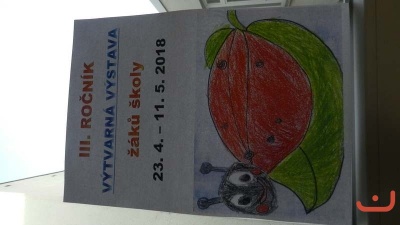 III. ROČNÍK
VÝTVARNÁ VÝSTAVA
žáků školy
23. 4. – 11. 5. 2018